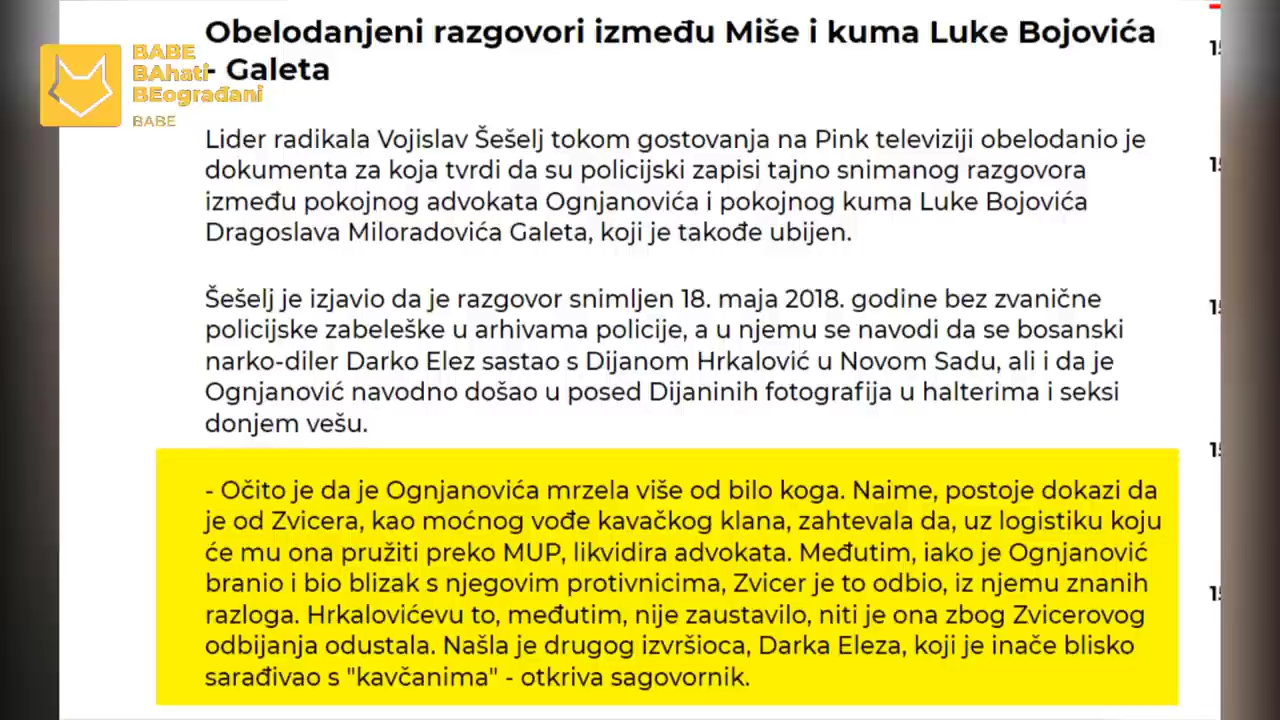 Obelodanjeni razgovori između Miše i kuma Luke Bojovića
- Galeta
BABE
BAhati
BEograđani
BABE
Lider radikala Vojislav Šešelj tokom gostovanja na Pink televiziji obelodanio je
dokumenta za koja tvrdi da su policijski zapisi tajno snimanog razgovora
između pokojnog advokata Ognjanovića i pokojnog kuma Luke Bojovića
Dragoslava Miloradovića Galeta, koji je takođe ubijen.
Šešelj je izjavio da je razgovor snimljen 18. maja 2018. godine bez zvanične
policijske zabeleške u arhivama policije, a u njemu se navodi da se bosanski
narko-diler Darko Elez sastao s Dijanom Hrkalović u Novom Sadu, ali i da je
Ognjanović navodno došao u posed Dijaninih fotografija u halterima i seksi
donjem vešu.
- Očito je da je Ognjanovića mrzela više od bilo koga. Naime, postoje dokazi da
je od Zvicera, kao moćnog vođe kavačkog klana, zahtevala da, uz logistiku koju
će mu ona pružiti preko MUP, likvidira advokata. Međutim, iako je Ognjanović
branio i bio blizak s njegovim protivnicima, Zvicer je to odbio, iz njemu znanih
razloga. Hrkalovićevu to, međutim, nije zaustavilo, niti je ona zbog Zvicerovog
odbijanja odustala. Našla je drugog izvršioca, Darka Eleza, koji je inače blisko
sarađivao s "kavčanima" - otkriva sagovornik.